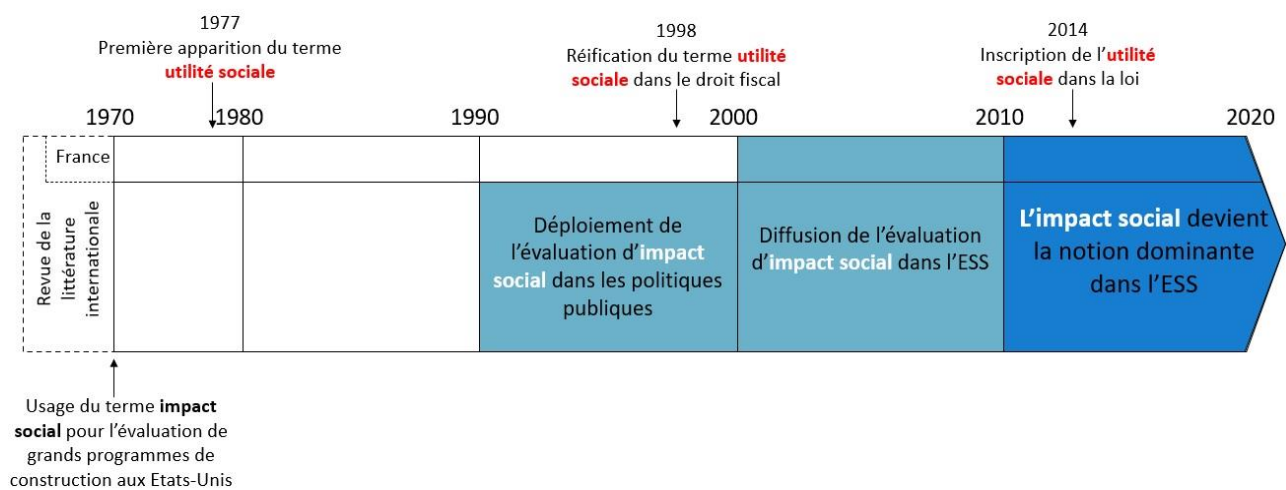 1977
Première apparition du terme
utilité sociale
1998
Réification du terme utilité
sociale dans le droit fiscal
2014
Inscription de l'utilité
sociale dans la loi
1970
1980
1990
2000
2010
2020
France
Revue de la
littérature
internationale
Déploiement de
l'évaluation d'impact
social dans les politiques
publiques
Diffusion de l'évaluation
d'impact social dans l'ESS
L'impact social devient
la notion dominante
dans l'ESS
Usage du terme impact
social pour l'évaluation de
grands programmes de
construction aux Etats-Unis